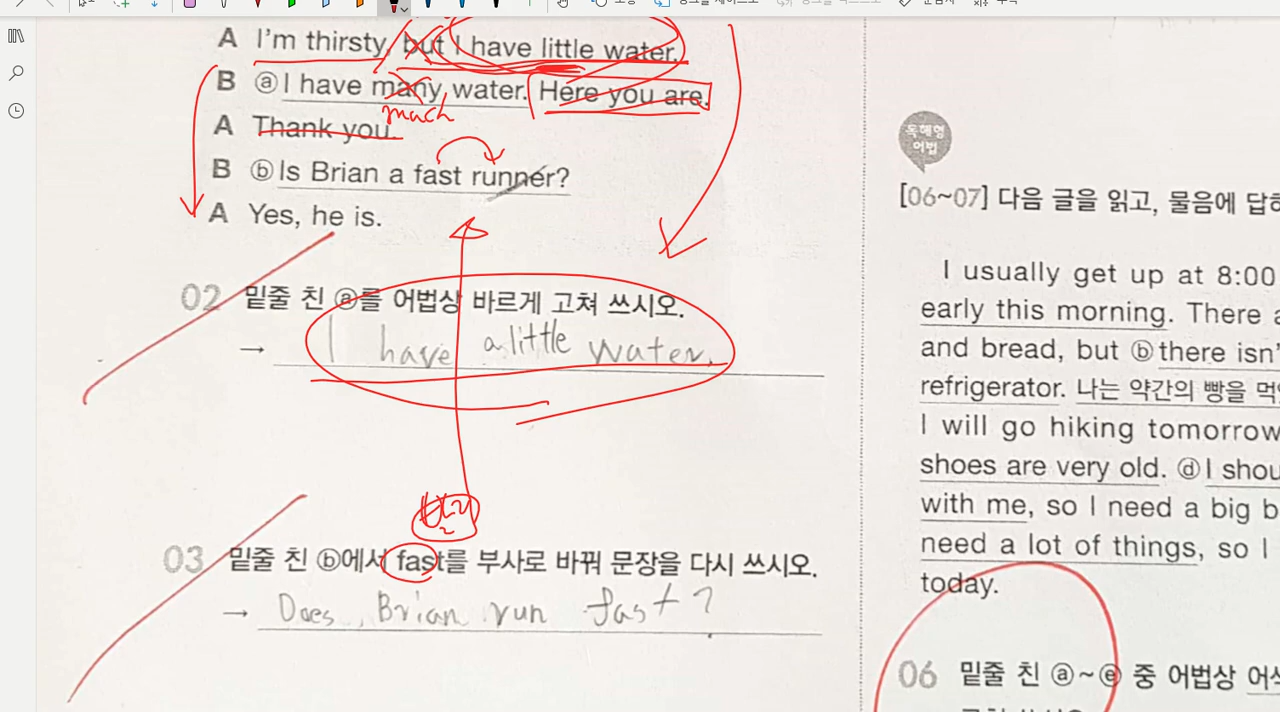 A I'm thirsty, but I have little water.
B ⓐ I have many water. Here you are.
much
A Thank you.
B ⓑ Is Brian a fast runner?
A Yes, he is.
02 밑줄 친 ⓐ를 어법상 바르게 고쳐 쓰시오.
→ I have a little water.
03 밑줄 친 ⓑ에서 fast를 부사로 바꿔 문장을 다시 쓰시오.
→ Does Brian run fast?
독해형
어법
[06~07] 다음 글을 읽고, 물음에 답하
I usually get up at 8:00
early this morning. There
and bread, but ⓑ there isn'
refrigerator. 나는 약간의 빵을 먹
I will go hiking tomorrow
shoes are very old. ⓓ I shou
with me, so I need a big b
need a lot of things, so I
today.
06 밑줄 친 ⓐ~ⓔ 중 어법상